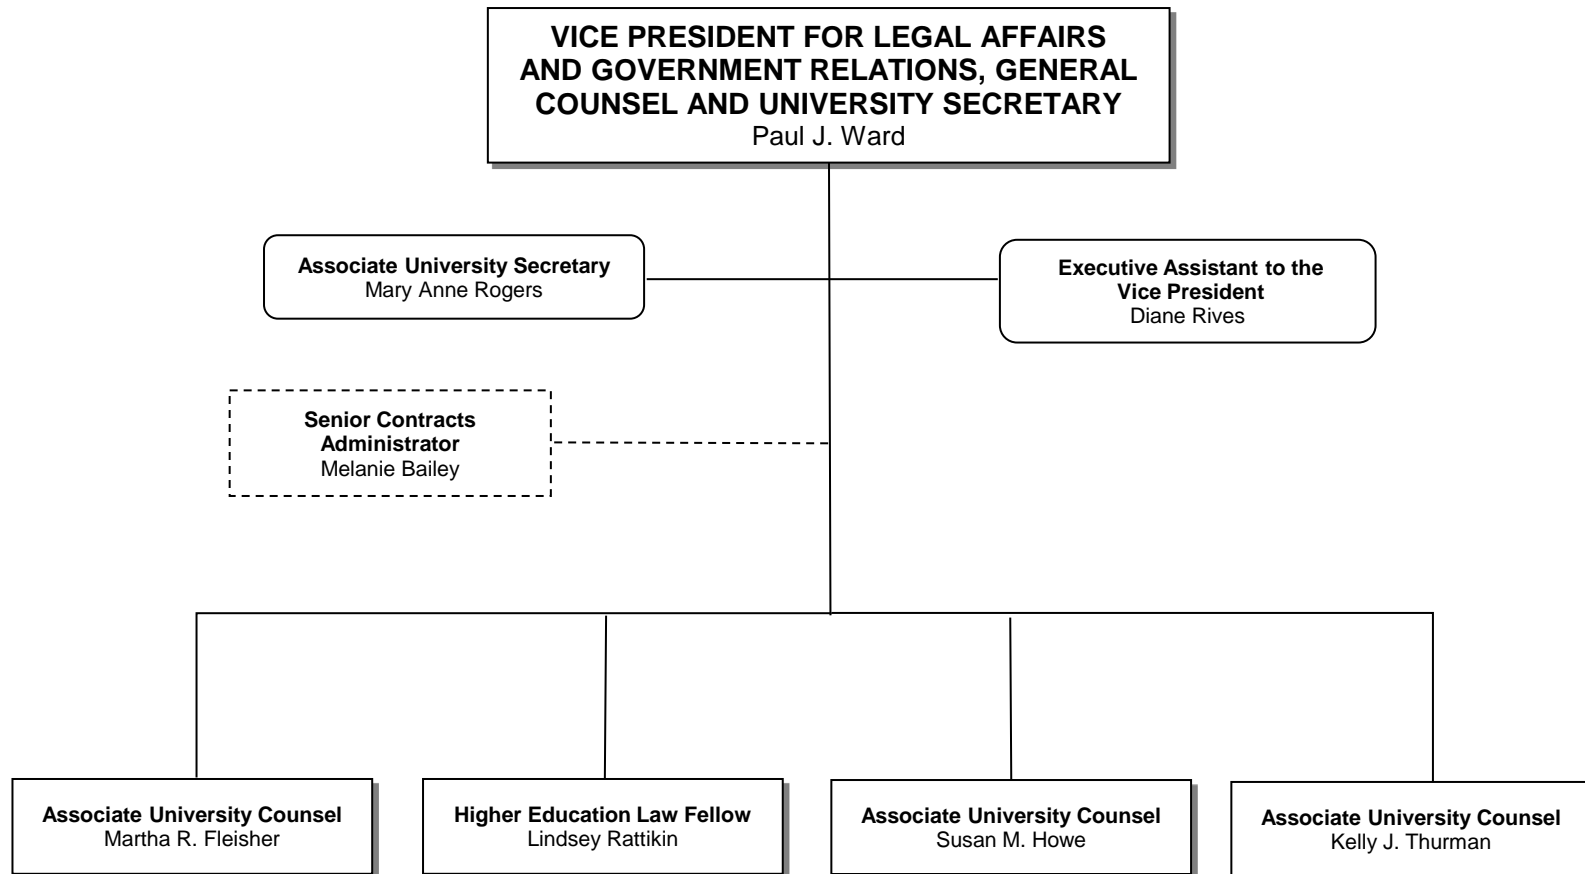 VICE PRESIDENT FOR LEGAL AFFAIRS
AND GOVERNMENT RELATIONS, GENERAL
COUNSEL AND UNIVERSITY SECRETARY
Paul J. Ward
Associate University Secretary
Mary Anne Rogers
Executive Assistant to the
Vice President
Diane Rives
Senior Contracts
Administrator
Melanie Bailey
Associate University Counsel
Martha R. Fleisher
Higher Education Law Fellow
Lindsey Rattikin
Associate University Counsel
Susan M. Howe
Associate University Counsel
Kelly J. Thurman